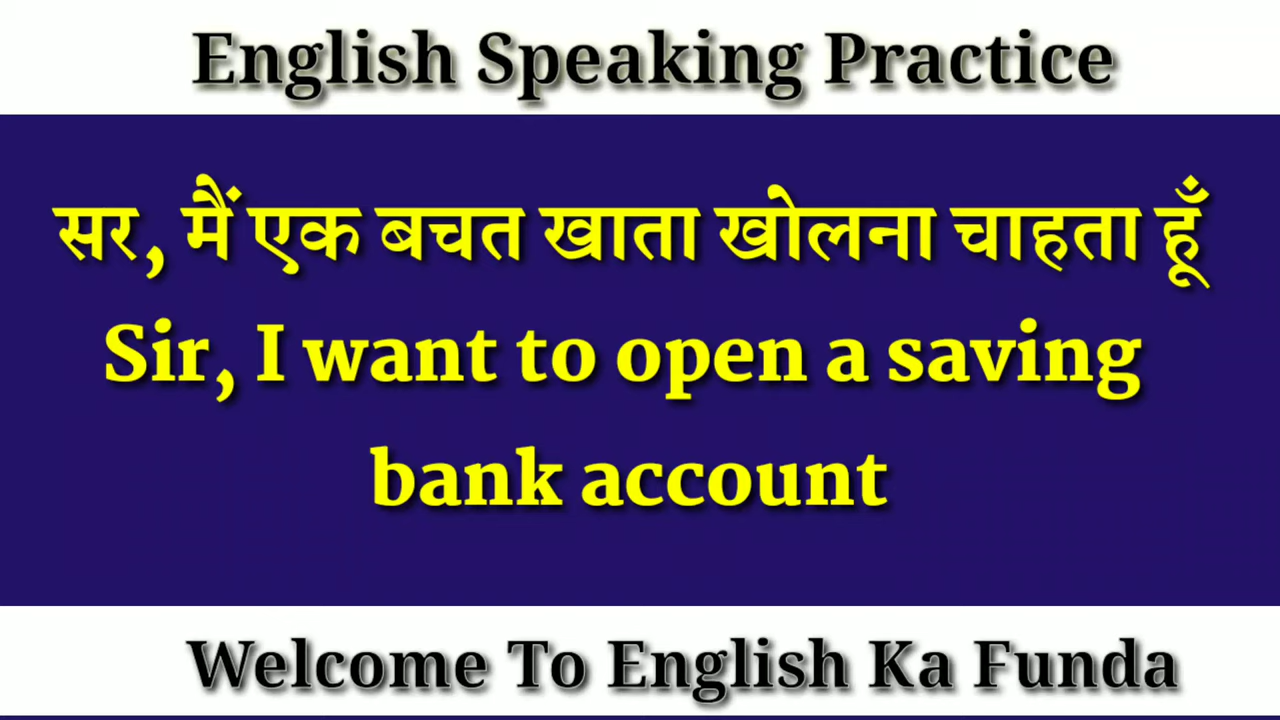 English Speaking Practice
सर, मैं एक बचत खाता खोलना चाहता हूँ
Sir, I want to open a saving
bank account
Welcome To English Ka Funda